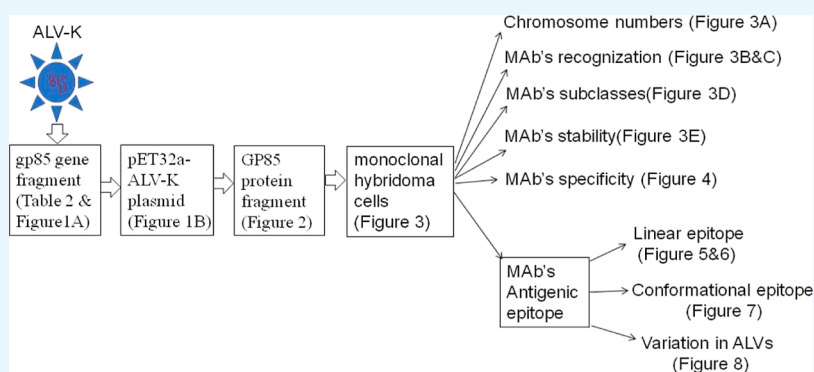 ALV-K
gp85 gene
fragment
(Table 2 &
Figure1A)
pET32a-
ALV-K
plasmid
(Figure 1B)
GP85
protein
fragment
(Figure 2)
monoclonal
hybridoma
cells
(Figure 3)
Chromosome numbers (Figure 3A)
MAb's recognization (Figure 3B&C)
MAb's subclasses(Figure 3D)
MAb's stability(Figure 3E)
MAb's specificity (Figure 4)
MAb's
Antigenic
epitope
Linear epitope
(Figure 5&6)
Conformational epitope
(Figure 7)
Variation in ALVs
(Figure 8)